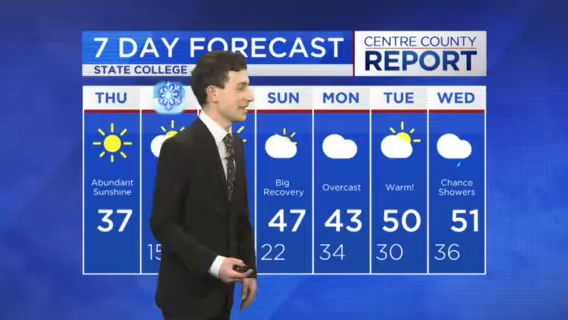 7 DAY FORECAST
STATE COLLEGE
CENTRE COUNTY
REPORT
THU SUN MON TUE WED
Abundant Sunshine
Big Recovery
Overcast
Warm!
Chance Showers
37 47 43 50 51
15 22 34 30 36